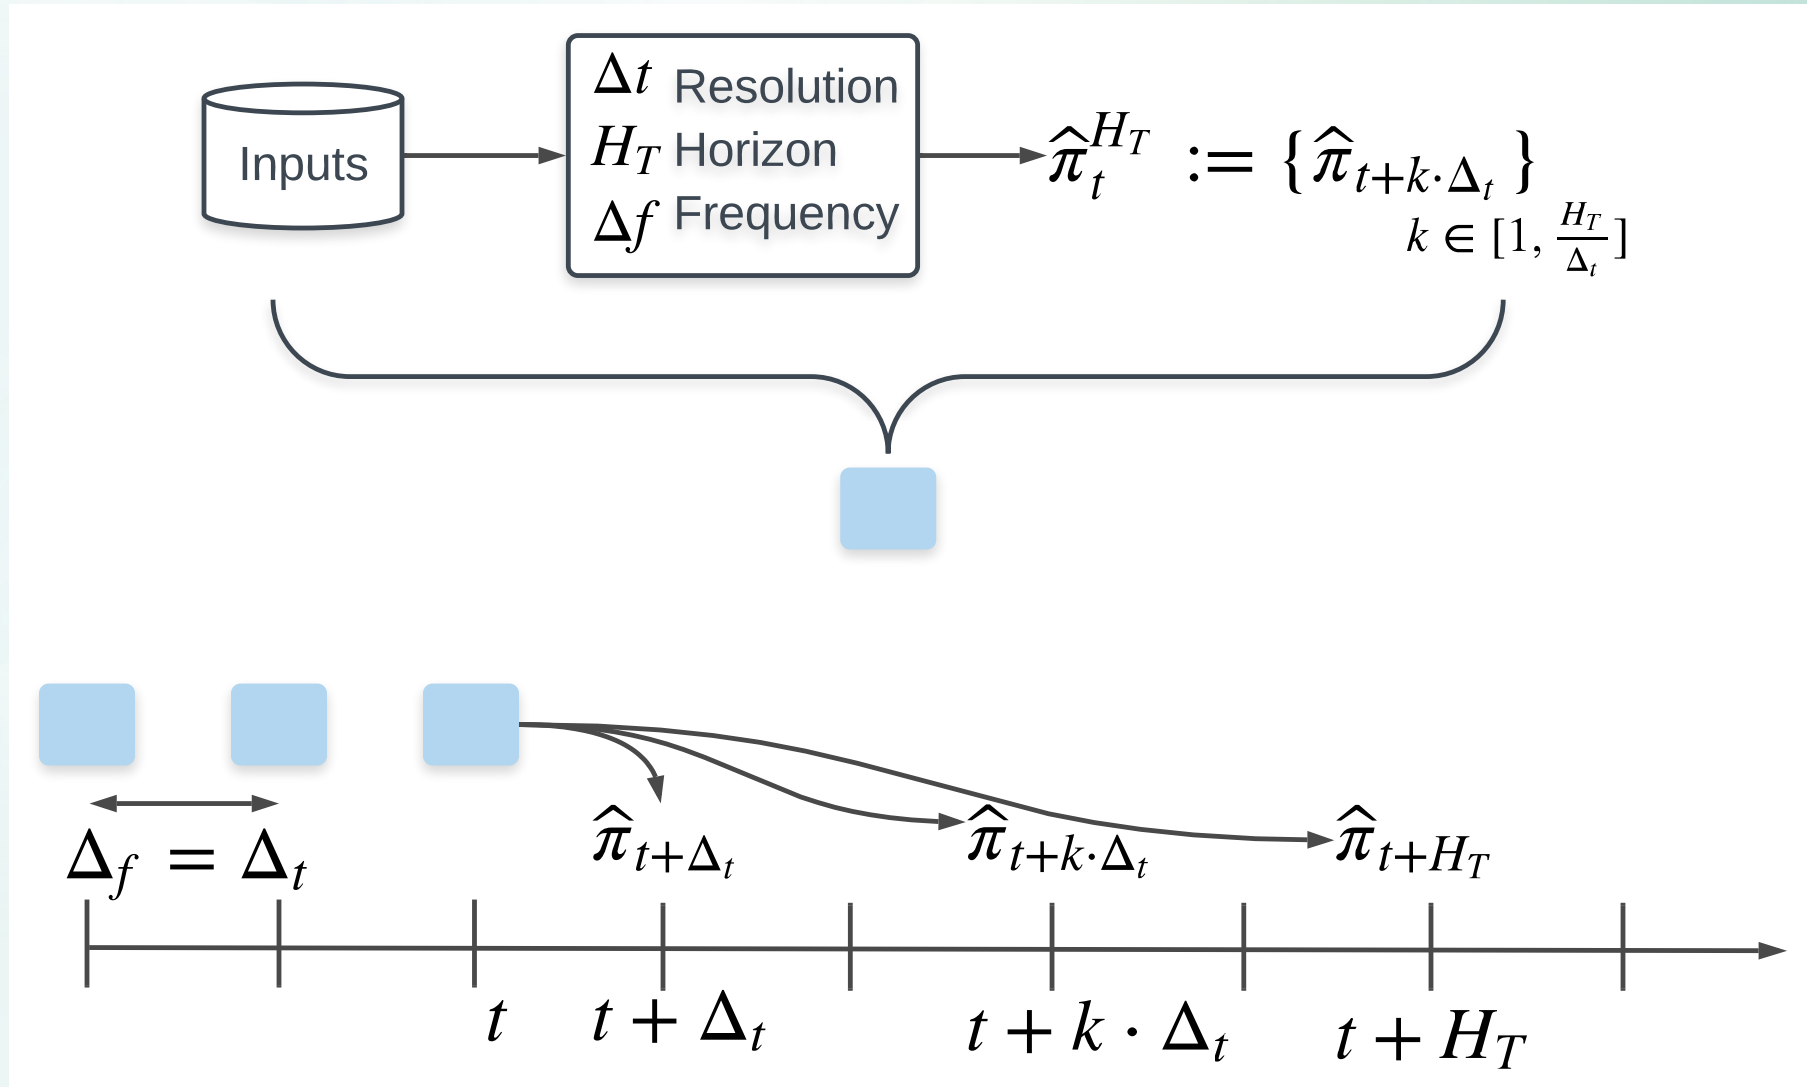 Inputs
Δt Resolution
H_T Horizon
Δf Frequency
π̂_t^{H_T} := {π̂_{t+k·Δ_t}}
k ∈ [1, H_T/Δ_t]
Δ_f = Δ_t
π̂_{t+Δ_t}
π̂_{t+k·Δ_t}
π̂_{t+H_T}
t
t + Δ_t
t + k · Δ_t
t + H_T